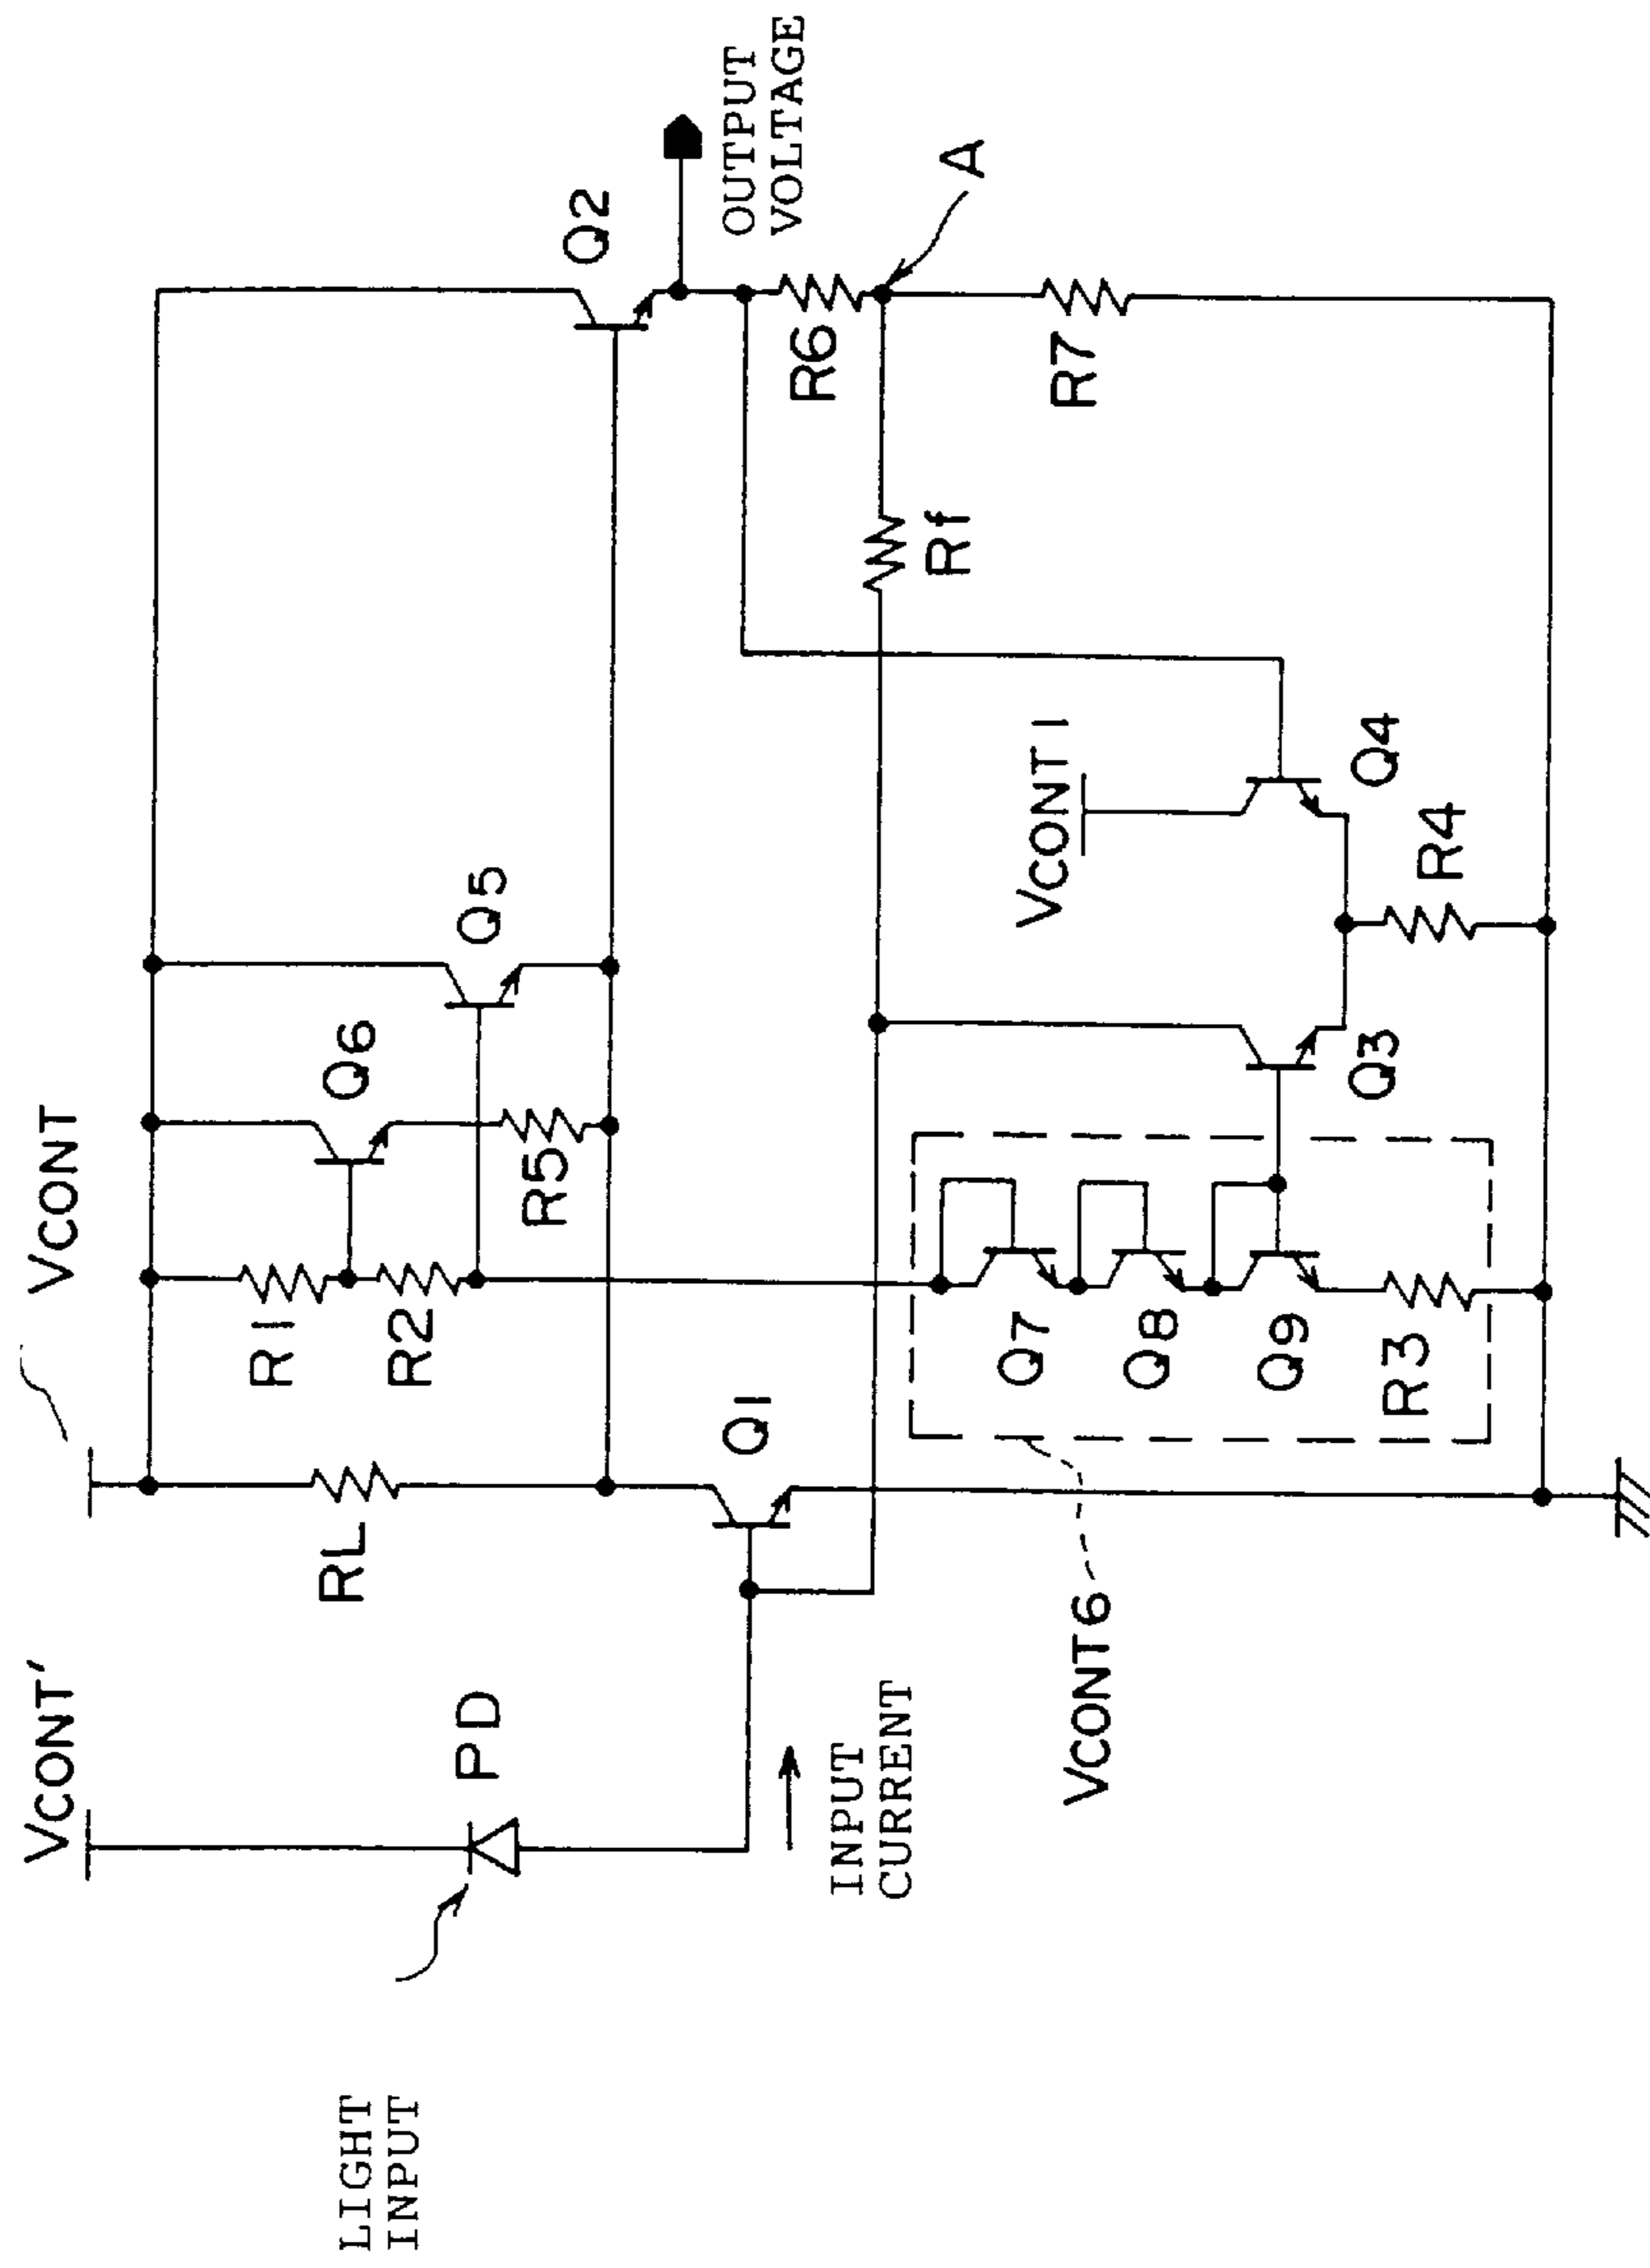 LIGHT
INPUT
VCONT'
PD
INPUT
CURRENT
VCONT
RL
Q1
R1
R2
Q6
R5
Q5
Q2
OUTPUT
VOLTAGE
R6
A
Rf
R7
VCONT6
Q7
Q8
Q9
R3
Q3
VCONT1
Q4
R4